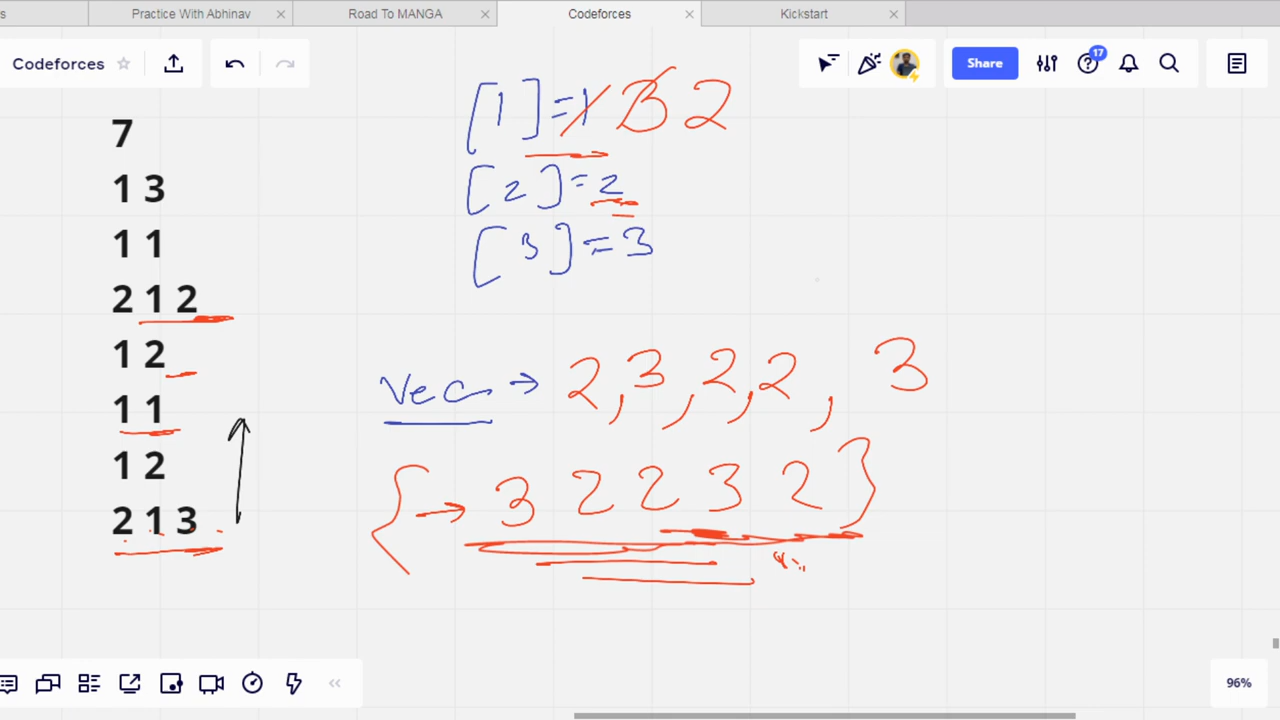 s Practice With Abhinav Road To MANGA Codeforces Kickstart
Codeforces Share 17
7
1 3
1 1
2 1 2
1 2
1 1
1 2
2 1 3
[1] = 1 3 2
[2] = 2
[3] = 3
Vec → 2, 3, 2, 2, 3
{ → 3 2 2 3 2 }
96%